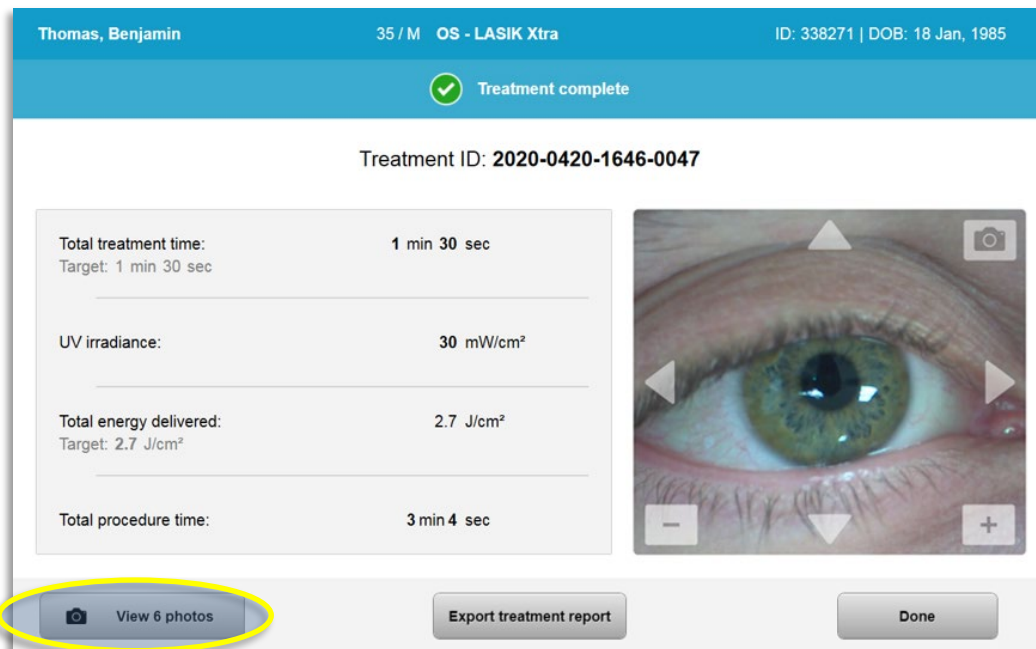 Thomas, Benjamin 35 / M OS - LASIK Xtra ID: 338271 | DOB: 18 Jan, 1985
Treatment complete
Treatment ID: 2020-0420-1646-0047
Total treatment time: 1 min 30 sec
Target: 1 min 30 sec
UV irradiance: 30 mW/cm²
Total energy delivered: 2.7 J/cm²
Target: 2.7 J/cm²
Total procedure time: 3 min 4 sec
− +
View 6 photos Export treatment report Done